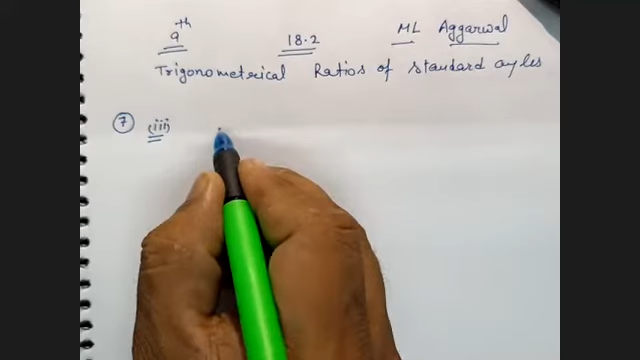 9th 18.2 ML Aggarwal
Trigonometrical Ratios of standard angles
7 (iii)